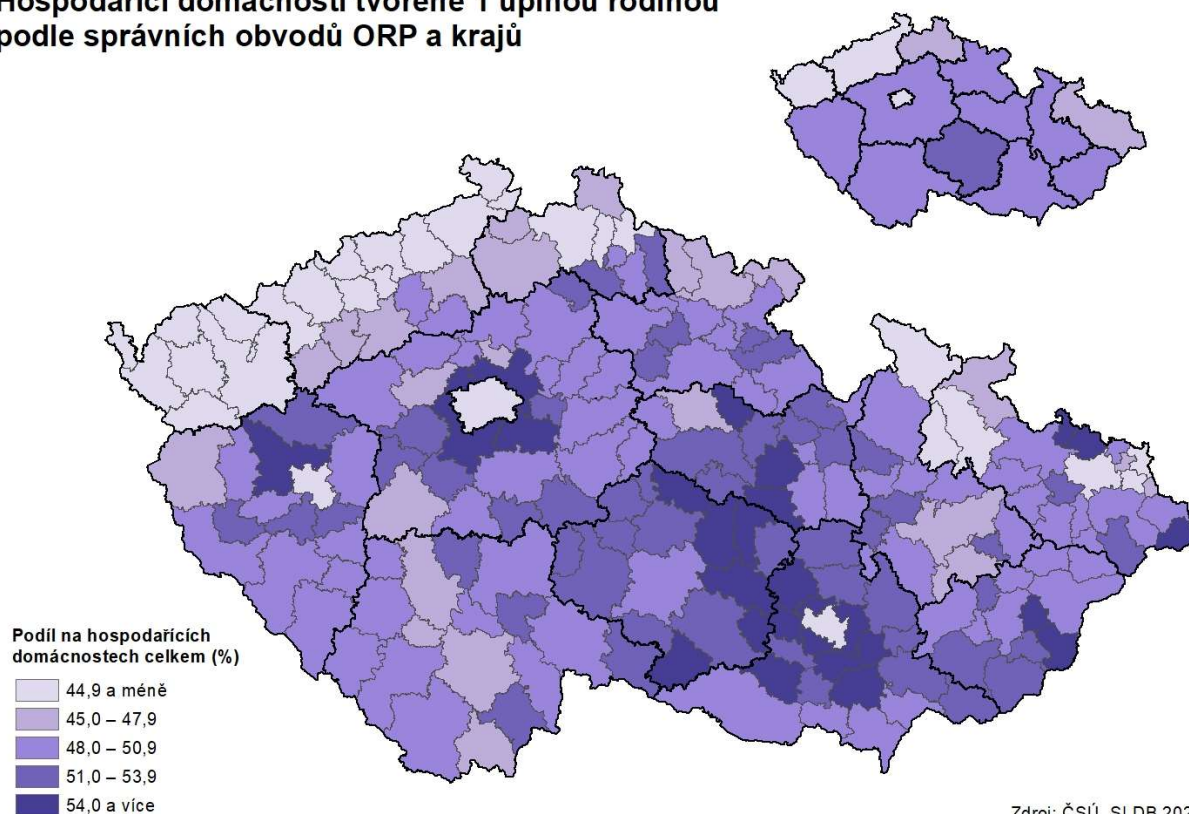 Hospodařící domácnosti tvořené 1 úplnou rodinou
podle správních obvodů ORP a krajů
Podíl na hospodařících
domácnostech celkem (%)
44,9 a méně
45,0 – 47,9
48,0 – 50,9
51,0 – 53,9
54,0 a více
Zdroj: ČSÚ, SLDB